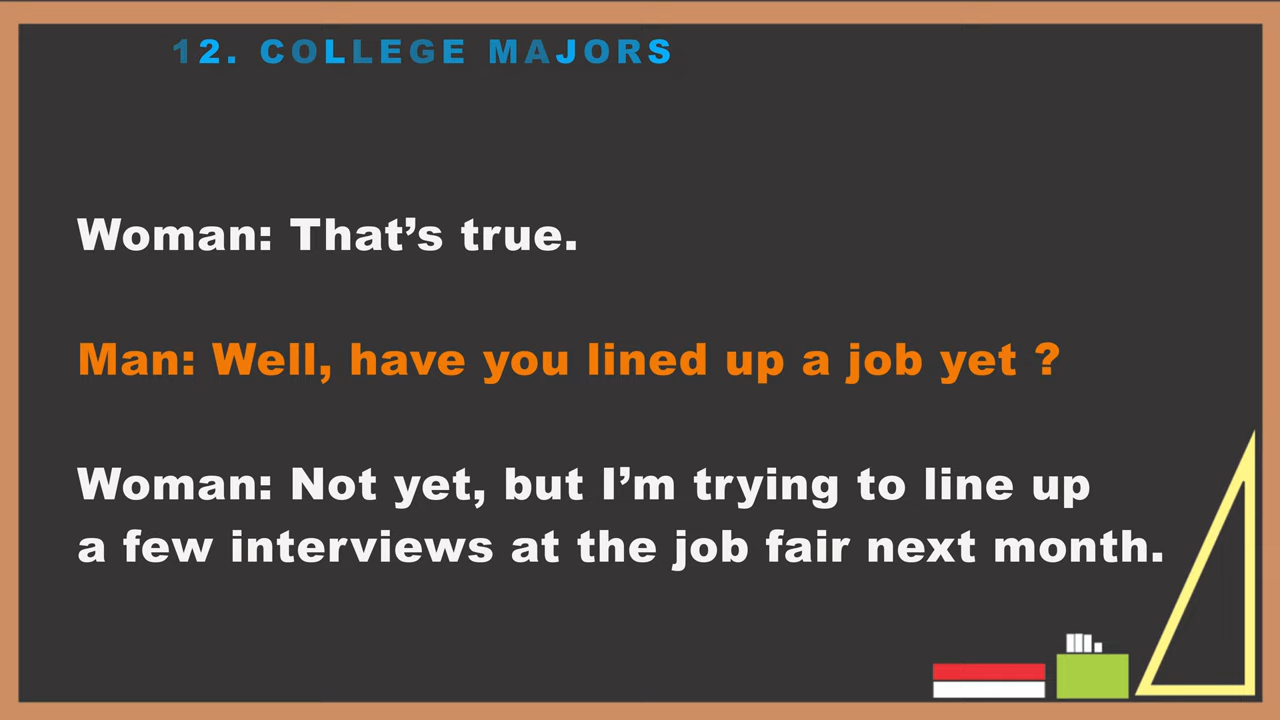 12. COLLEGE MAJORS
Woman: That’s true.
Man: Well, have you lined up a job yet ?
Woman: Not yet, but I’m trying to line up
a few interviews at the job fair next month.